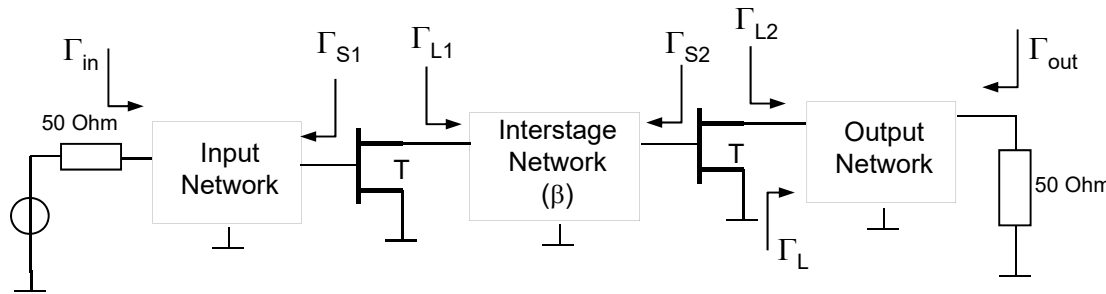 Γin
50 Ohm
Input
Network
ΓS1
T
ΓL1
Interstage
Network
(β)
ΓS2
T
ΓL2
ΓL
Output
Network
Γout
50 Ohm